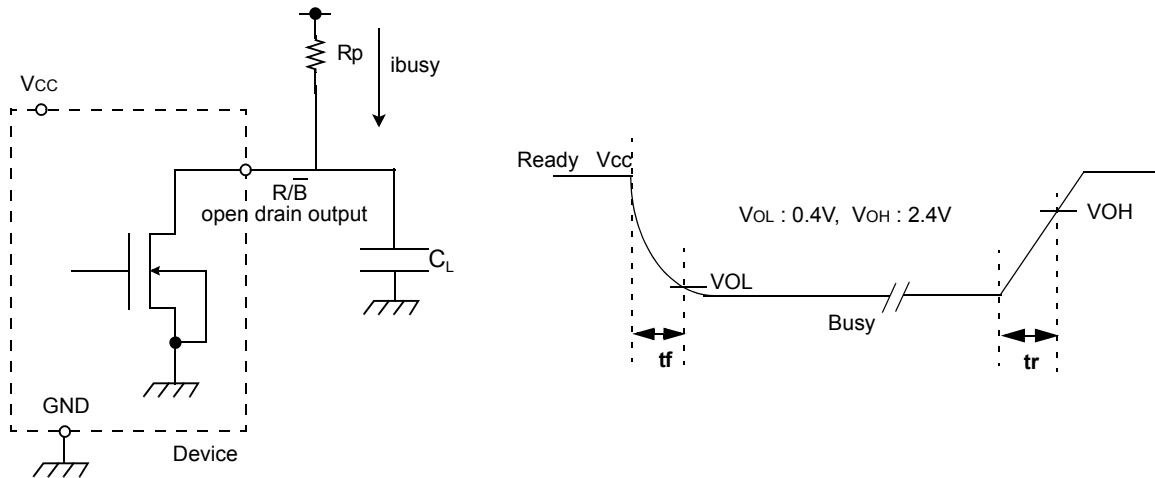 Rp
ibusy
VCC
R/B̅
open drain output
CL
GND
Device
Ready Vcc
VOL : 0.4V, VOH : 2.4V
VOH
VOL
Busy
tf
tr